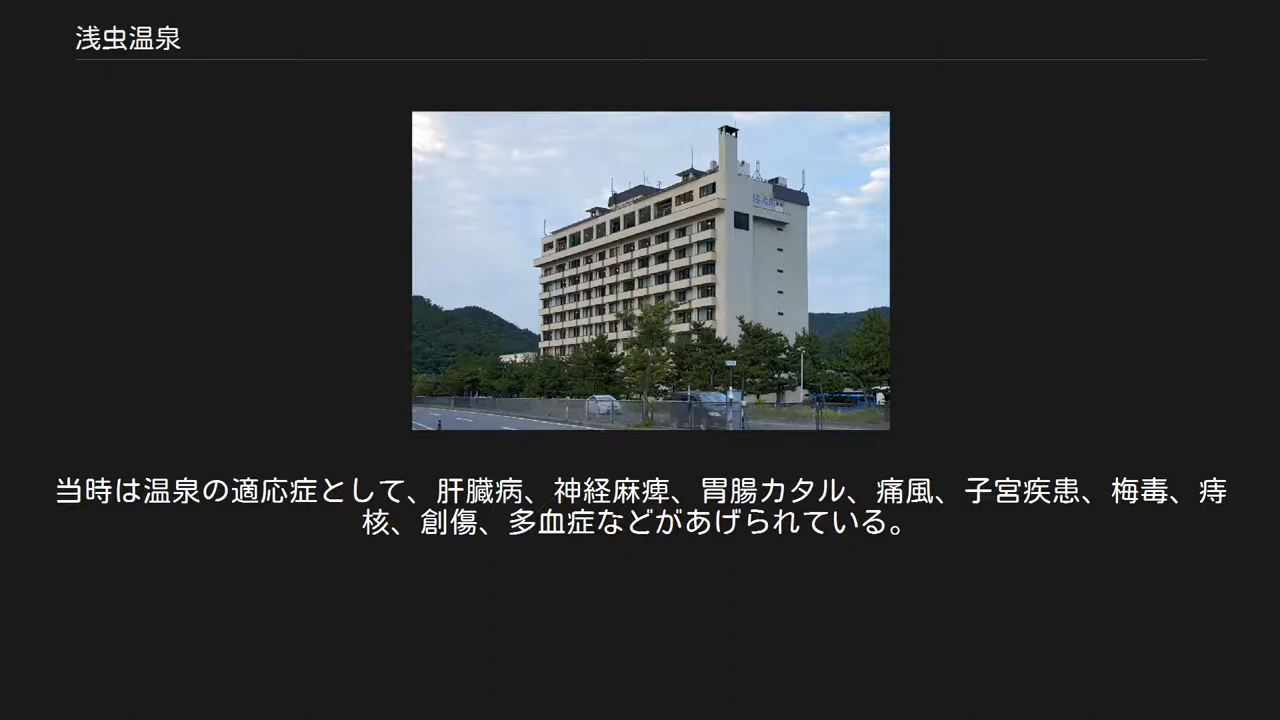 浅虫温泉
当時は温泉の適応症として、肝臓病、神経麻痺、胃腸カタル、痛風、子宮疾患、梅毒、痔
核、創傷、多血症などがあげられている。